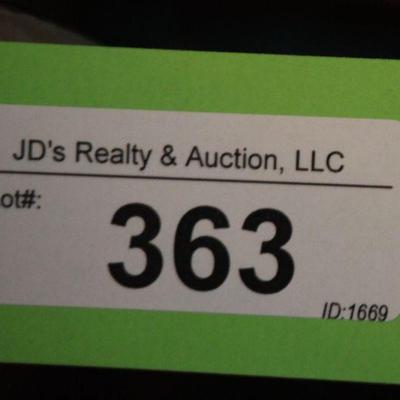 JD's Realty & Auction, LLC
ot#:
363
ID:1669